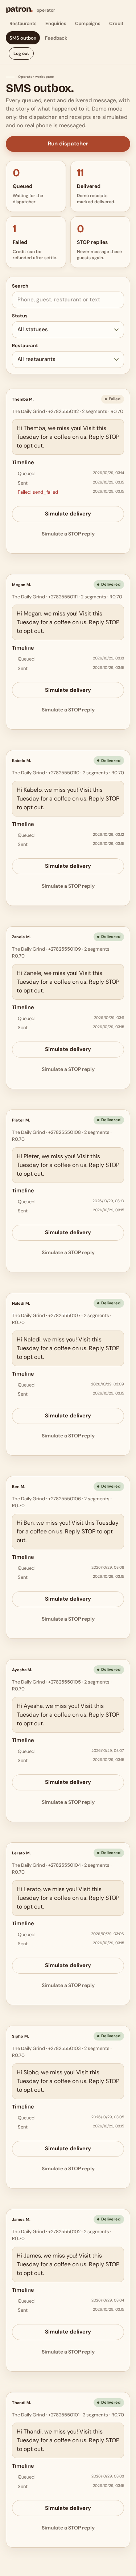 patron. operator
Restaurants Enquiries Campaigns Credit
SMS outbox Feedback
Log out
Operator workspace
SMS outbox.
Every queued, sent and delivered message, with
the story of what happened to it. Demo mode
only: the dispatcher and receipts are simulated
and no real phone is messaged.
Run dispatcher
0
Queued
Waiting for the
dispatcher.
11
Delivered
Demo receipts
marked delivered.
1
Failed
Credit can be
refunded after settle.
0
STOP replies
Never message these
guests again.
Search
Phone, guest, restaurant or text
Status
All statuses
Restaurant
All restaurants
Themba M. Failed
The Daily Grind · +27825550112 · 2 segments · R0.70
Hi Themba, we miss you! Visit this
Tuesday for a coffee on us. Reply STOP
to opt out.
Timeline
Queued
Sent
Failed: send_failed
Simulate delivery
Simulate a STOP reply
Megan M. Delivered
The Daily Grind · +27825550111 · 2 segments · R0.70
Hi Megan, we miss you! Visit this
Tuesday for a coffee on us. Reply STOP
to opt out.
Timeline
Queued
Sent
Simulate delivery
Simulate a STOP reply
Kabelo M. Delivered
The Daily Grind · +27825550110 · 2 segments · R0.70
Hi Kabelo, we miss you! Visit this
Tuesday for a coffee on us. Reply STOP
to opt out.
Timeline
Queued
Sent
Simulate delivery
Simulate a STOP reply
Zanele M. Delivered
The Daily Grind · +27825550109 · 2 segments ·
R0.70
Hi Zanele, we miss you! Visit this
Tuesday for a coffee on us. Reply STOP
to opt out.
Timeline
Queued
Sent
Simulate delivery
Simulate a STOP reply
Pieter M. Delivered
The Daily Grind · +27825550108 · 2 segments ·
R0.70
Hi Pieter, we miss you! Visit this
Tuesday for a coffee on us. Reply STOP
to opt out.
Timeline
Queued
Sent
Simulate delivery
Simulate a STOP reply
Naledi M. Delivered
The Daily Grind · +27825550107 · 2 segments ·
R0.70
Hi Naledi, we miss you! Visit this
Tuesday for a coffee on us. Reply STOP
to opt out.
Timeline
Queued
Sent
Simulate delivery
Simulate a STOP reply
Ben M. Delivered
The Daily Grind · +27825550106 · 2 segments ·
R0.70
Hi Ben, we miss you! Visit this Tuesday
for a coffee on us. Reply STOP to opt
out.
Timeline
Queued
Sent
Simulate delivery
Simulate a STOP reply
Ayesha M. Delivered
The Daily Grind · +27825550105 · 2 segments ·
R0.70
Hi Ayesha, we miss you! Visit this
Tuesday for a coffee on us. Reply STOP
to opt out.
Timeline
Queued
Sent
Simulate delivery
Simulate a STOP reply
Lerato M. Delivered
The Daily Grind · +27825550104 · 2 segments ·
R0.70
Hi Lerato, we miss you! Visit this
Tuesday for a coffee on us. Reply STOP
to opt out.
Timeline
Queued
Sent
Simulate delivery
Simulate a STOP reply
Sipho M. Delivered
The Daily Grind · +27825550103 · 2 segments ·
R0.70
Hi Sipho, we miss you! Visit this
Tuesday for a coffee on us. Reply STOP
to opt out.
Timeline
Queued
Sent
Simulate delivery
Simulate a STOP reply
James M. Delivered
The Daily Grind · +27825550102 · 2 segments ·
R0.70
Hi James, we miss you! Visit this
Tuesday for a coffee on us. Reply STOP
to opt out.
Timeline
Queued
Sent
Simulate delivery
Simulate a STOP reply
Thandi M. Delivered
The Daily Grind · +27825550101 · 2 segments · R0.70
Hi Thandi, we miss you! Visit this
Tuesday for a coffee on us. Reply STOP
to opt out.
Timeline
Queued
Sent
Simulate delivery
Simulate a STOP reply